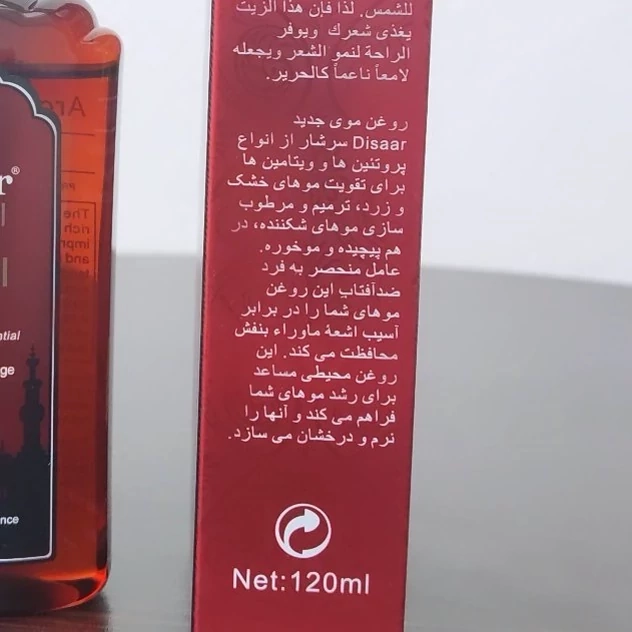 للشمس. لذا فإن هذا الزيت
يغذي شعرك ويوفر
الراحة لنمو الشعر ويجعله
لامعاً ناعماً كالحرير.
روغن موی جدید
Disaar سرشار از انواع
پروتئین ها و ویتامین ها
برای تقویت موهای خشک
و زرد، ترمیم و مرطوب
سازی موهای شکننده، در
هم پیچیده و موخوره.
عامل منحصر به فرد
ضدآفتاب این روغن
موهای شما را در برابر
آسیب اشعهٔ ماوراء بنفش
محافظت می کند. این
روغن محیطی مساعد
برای رشد موهای شما
فراهم می کند و آنها را
نرم و درخشان می سازد.
Net:120ml
r®
ntial
ge
nce